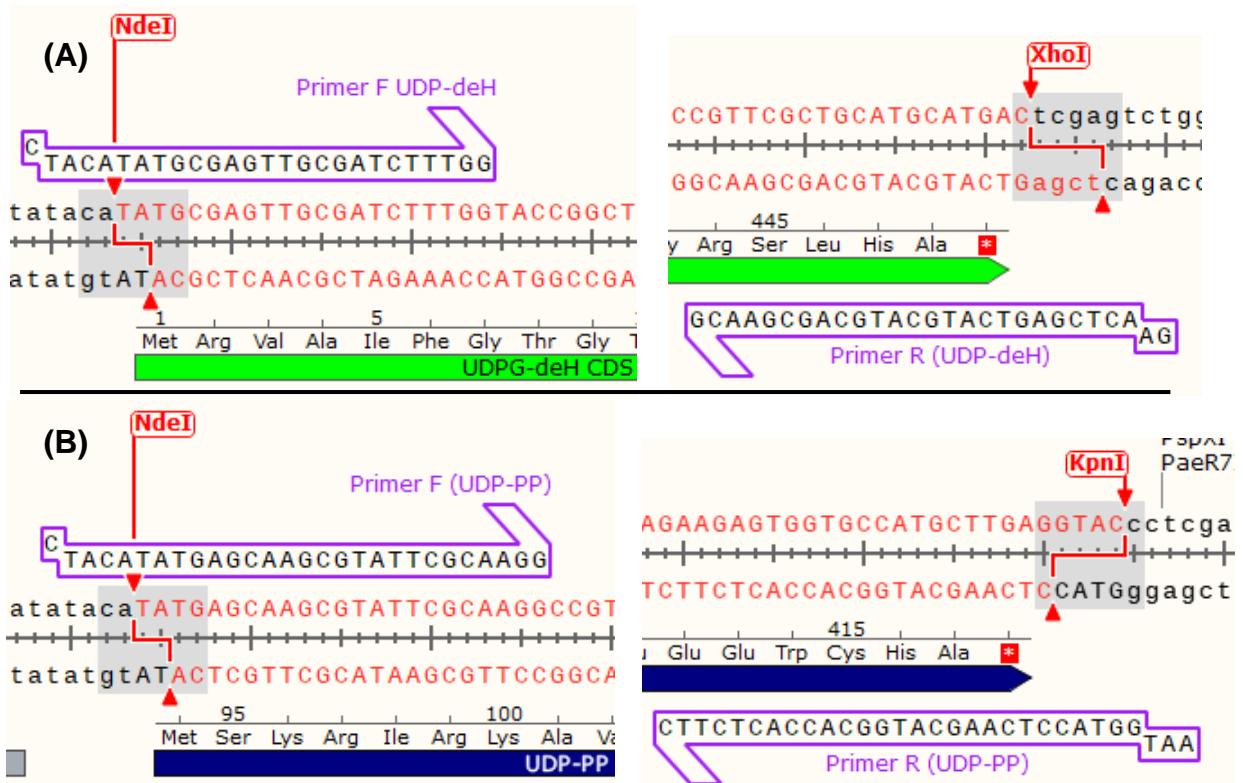 (A)
NdeI
Primer F UDP-deH
C
TACATATGCGAGTTGCGATCTTTGG
tatacaTATGCGAGTTGCGATCTTTGGTACCGGCT
atatgtATACGCTCAACGCTAGAAACCATGGCCGA
1 5
Met Arg Val Ala Ile Phe Gly Thr Gly
UDPG-deH CDS
XhoI
CCGTTCGCTGCATGCATGACtcgagtctgg
GGCAAGCGACGTACGTACTGagctcagacc
445
y Arg Ser Leu His Ala *
GCAAGCGACGTACGTACTGAGCTCA
AG
Primer R (UDP-deH)
(B)
NdeI
Primer F (UDP-PP)
C
TACATATGAGCAAGCGTATTCGCAAGG
atatacaTATGAGCAAGCGTATTCGCAAGGCCGT
tatatgtATACTCGTTCGCATAAGCGTTCCGGCA
95 100
Met Ser Lys Arg Ile Arg Lys Ala Va
UDP-PP
KpnI
PspXI
PaeR7
AGAAGAGTGGTGCCATGCTTGAGGTACcctcga
TCTTCTCACCACGGTACGAACTCCATGggagct
415
Glu Glu Trp Cys His Ala *
CTTCTCACCACGGTACGAACTCCATGG
TAA
Primer R (UDP-PP)